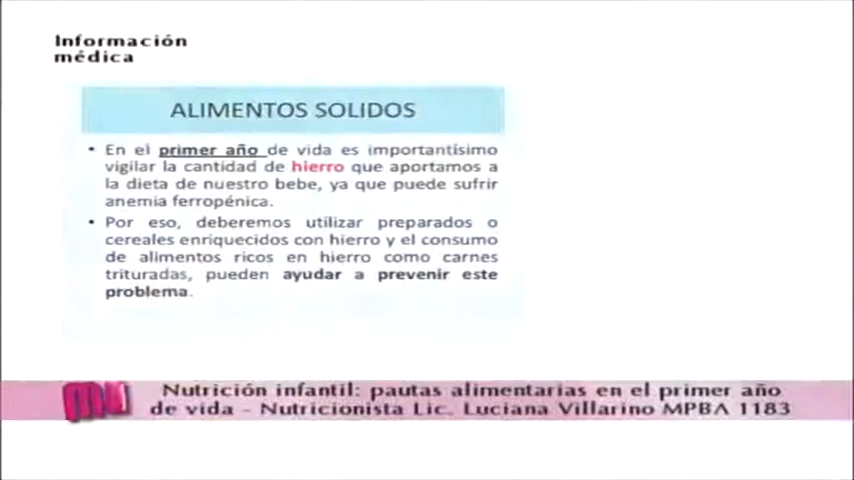 Información
médica
ALIMENTOS SOLIDOS
• En el primer año de vida es importantísimo
vigilar la cantidad de hierro que aportamos a
la dieta de nuestro bebe, ya que puede sufrir
anemia ferropénica.
• Por eso, deberemos utilizar preparados o
cereales enriquecidos con hierro y el consumo
de alimentos ricos en hierro como carnes
trituradas, pueden ayudar a prevenir este
problema.
Nutrición infantil: pautas alimentarias en el primer año
de vida - Nutricionista Lic. Luciana Villarino MPBA 1183